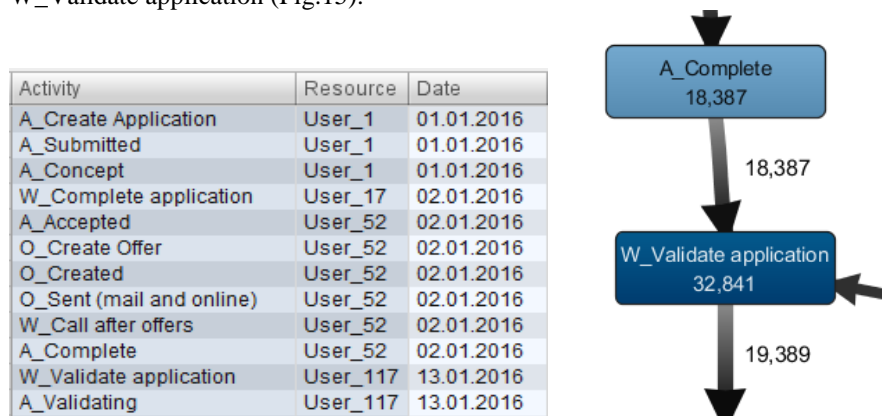 W_Validate application (Fig.15).
Activity Resource Date
A_Create Application User_1 01.01.2016
A_Submitted User_1 01.01.2016
A_Concept User_1 01.01.2016
W_Complete application User_17 02.01.2016
A_Accepted User_52 02.01.2016
O_Create Offer User_52 02.01.2016
O_Created User_52 02.01.2016
O_Sent (mail and online) User_52 02.01.2016
W_Call after offers User_52 02.01.2016
A_Complete User_52 02.01.2016
W_Validate application User_117 13.01.2016
A_Validating User_117 13.01.2016
A_Complete
18,387
18,387
W_Validate application
32,841
19,389